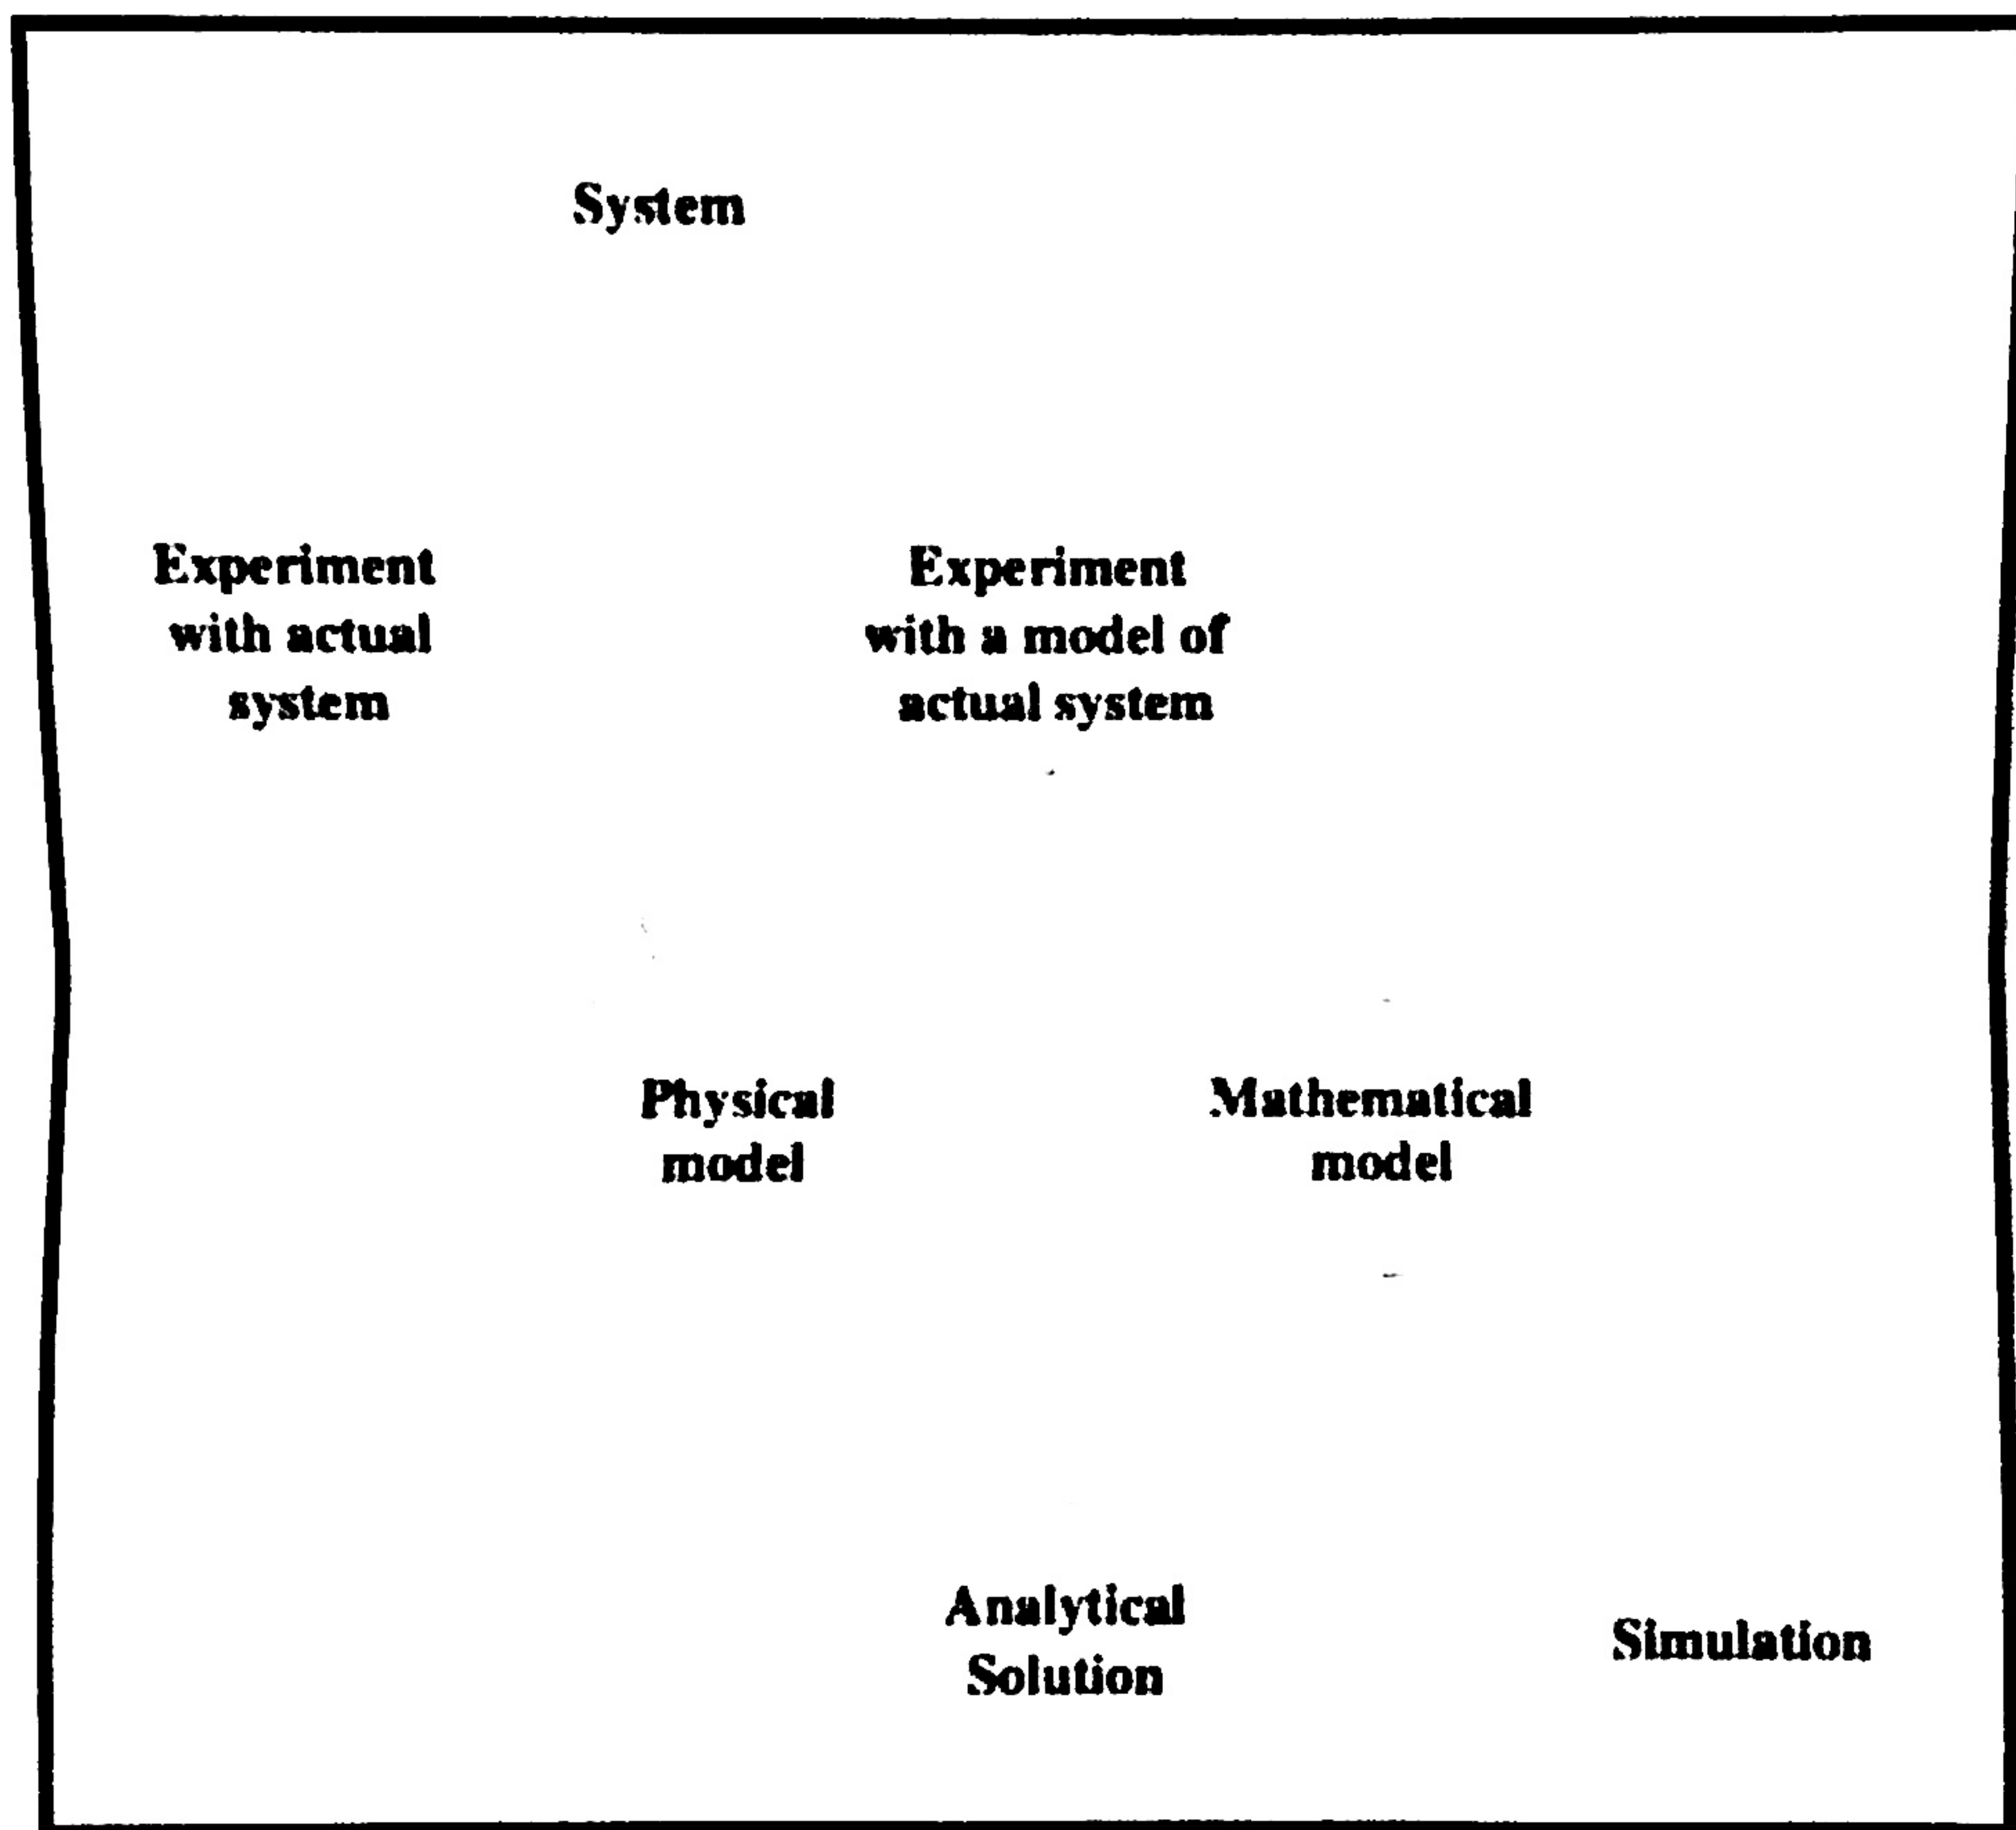 System
Experiment
with actual
system
Experiment
with a model of
actual system
Physical
model
Mathematical
model
Analytical
Solution
Simulation